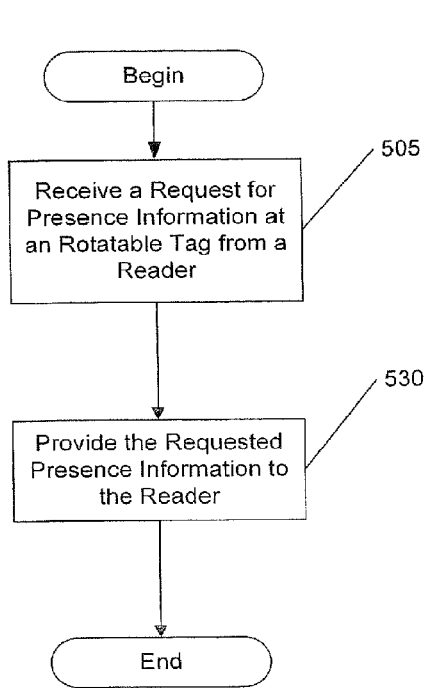 Begin
505
Receive a Request for
Presence Information at
an Rotatable Tag from a
Reader
530
Provide the Requested
Presence Information to
the Reader
End